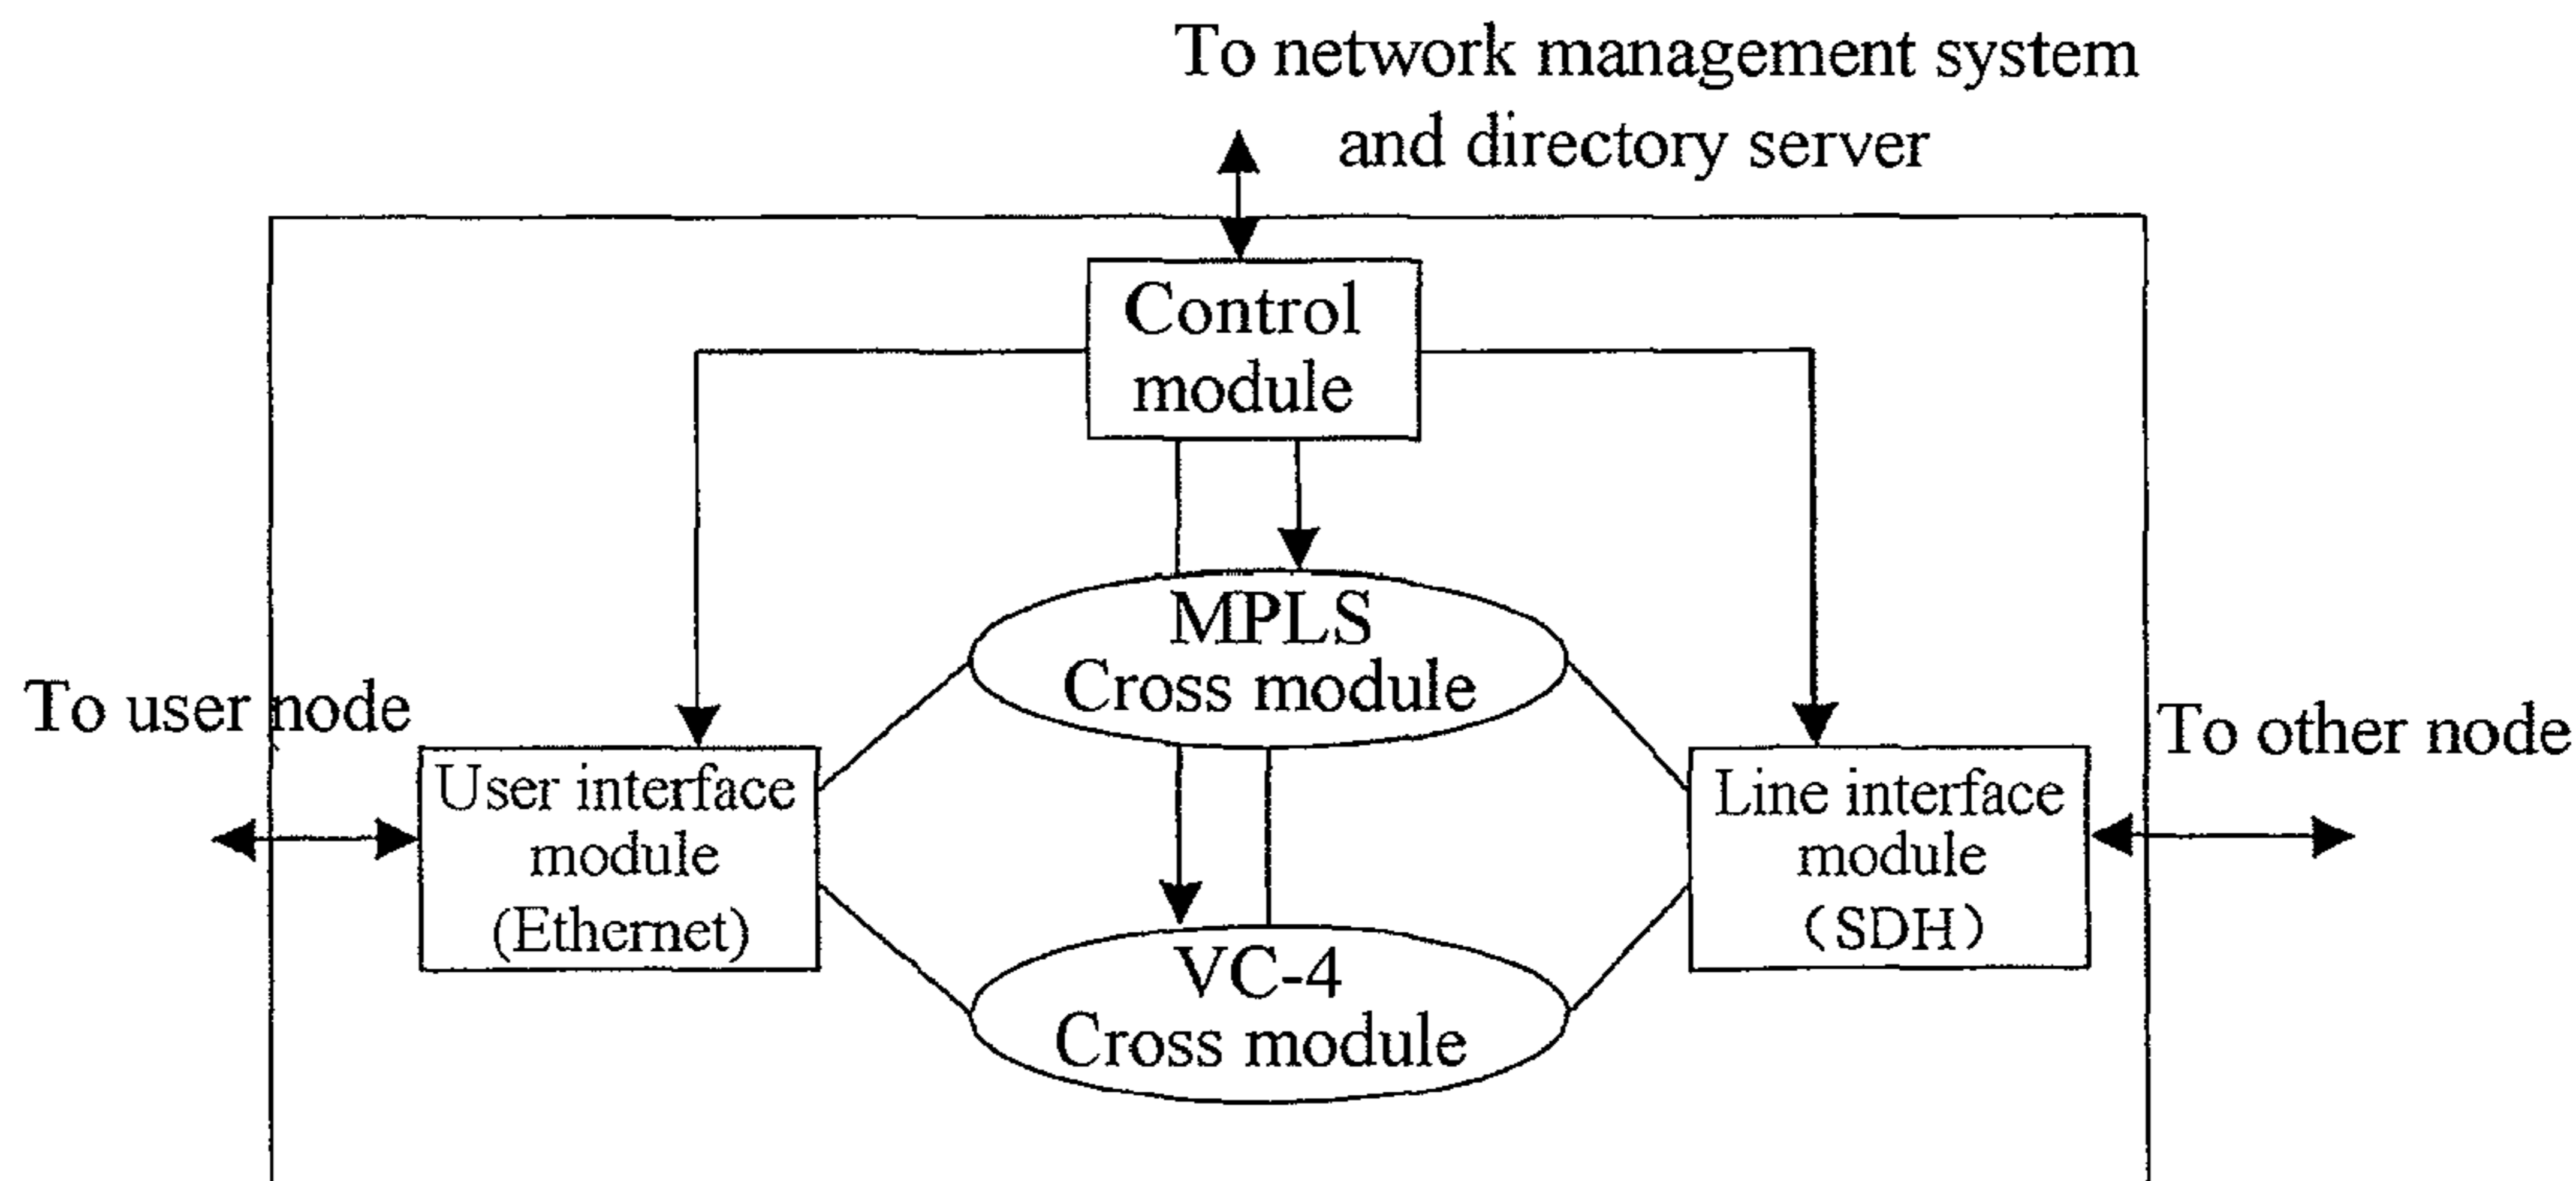 To network management system
and directory server
Control
module
MPLS
Cross module
To user node
To other node
User interface
module
(Ethernet)
Line interface
module
（SDH）
VC-4
Cross module